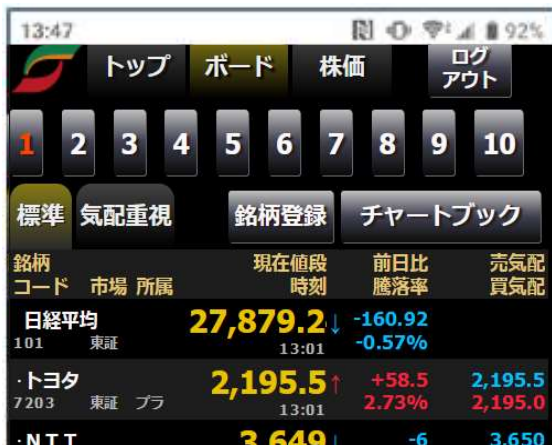 13:47 92%
トップ ボード 株価 ログアウト
1 2 3 4 5 6 7 8 9 10
標準 気配重視 銘柄登録 チャートブック
銘柄 現在値段 前日比 売気配
コード 市場 所属 時刻 騰落率 買気配
日経平均 27,879.2↓ -160.92
101 東証 13:01 -0.57%
·トヨタ 2,195.5↑ +58.5 2,195.5
7203 東証 プラ 13:01 2.73% 2,195.0
·NTT 3,649↓ -6 3,650